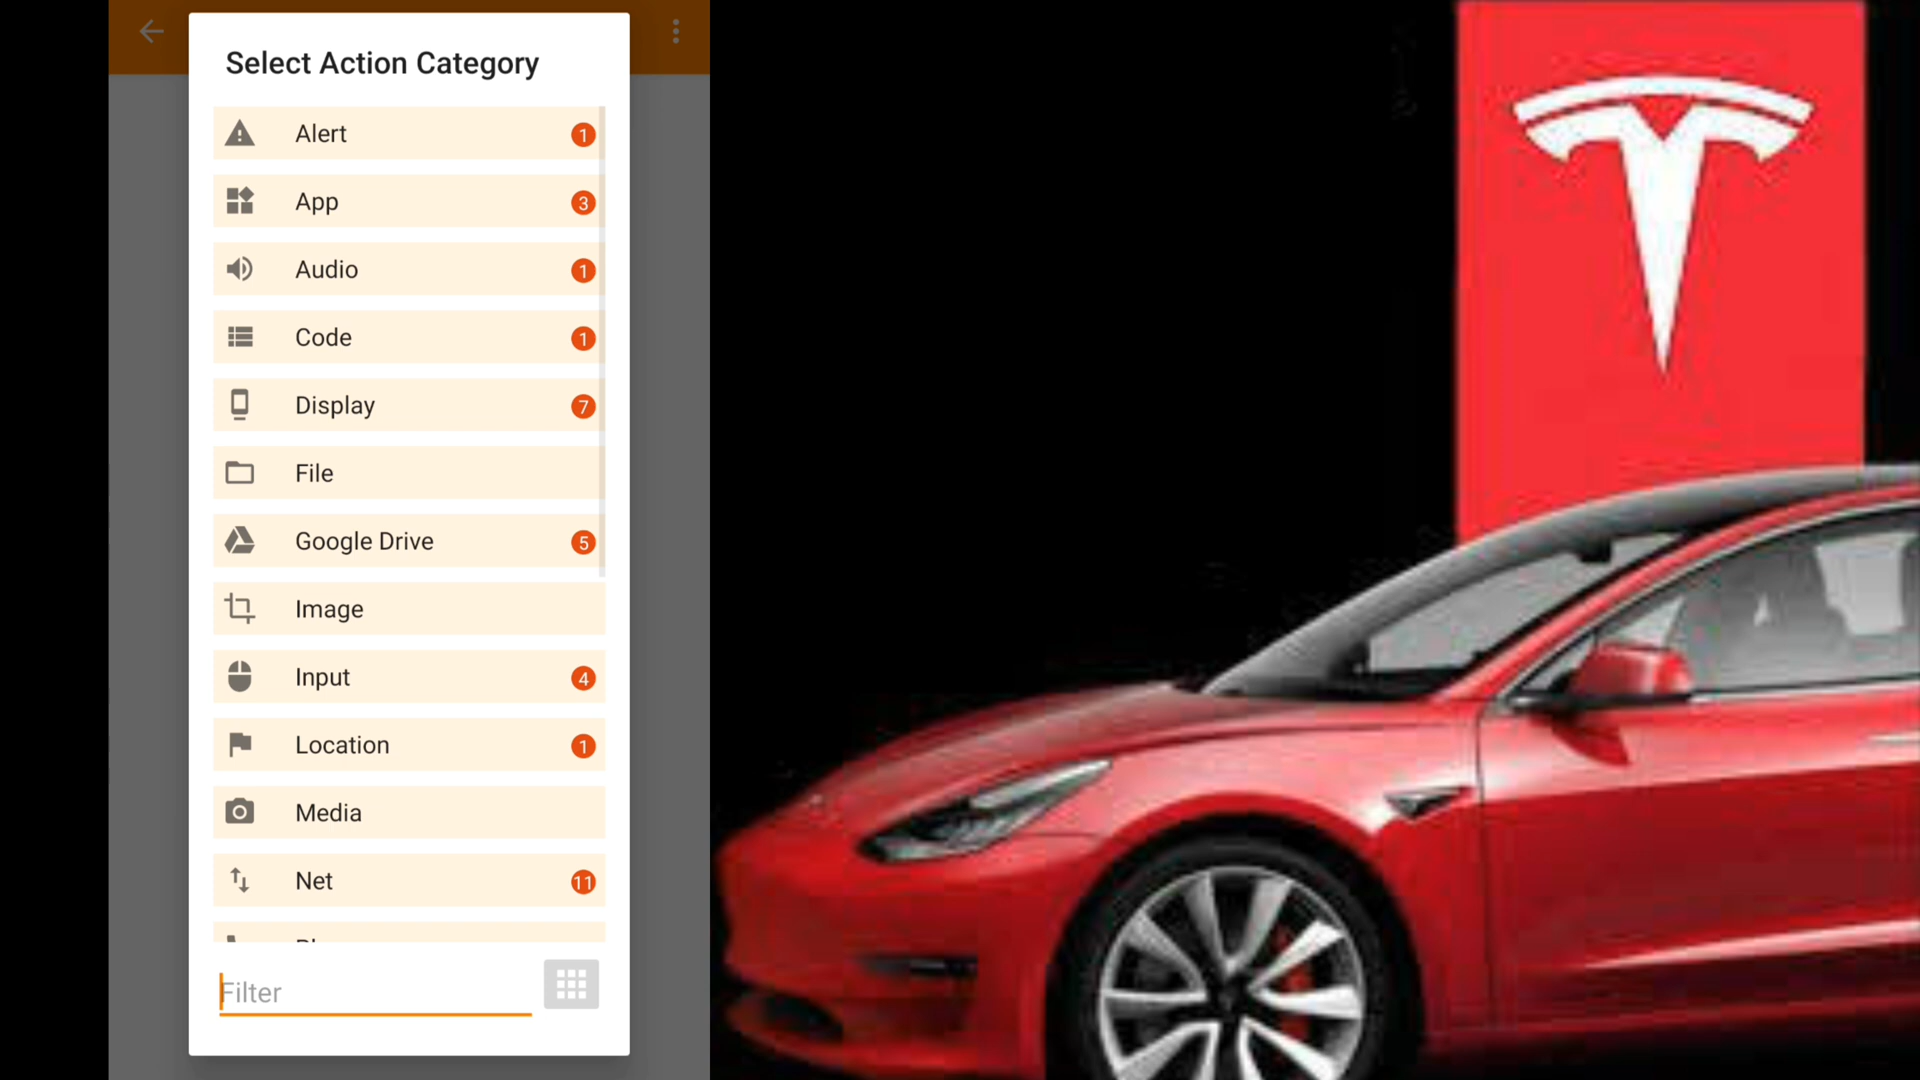 Select Action Category
Alert 1
App 3
Audio 1
Code 1
Display 7
File
Google Drive 5
Image
Input 4
Location 1
Media
Net 11
Filter